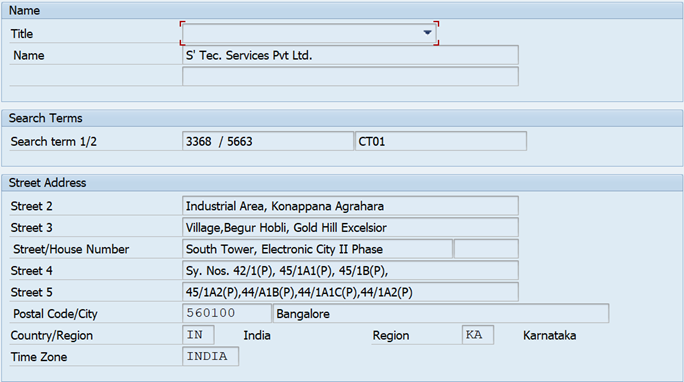 Name
Title
Name S' Tec. Services Pvt Ltd.
Search Terms
Search term 1/2 3368 / 5663 CT01
Street Address
Street 2 Industrial Area, Konappana Agrahara
Street 3 Village,Begur Hobli, Gold Hill Excelsior
Street/House Number South Tower, Electronic City II Phase
Street 4 Sy. Nos. 42/1(P), 45/1A1(P), 45/1B(P),
Street 5 45/1A2(P),44/A1B(P),44/1A1C(P),44/1A2(P)
Postal Code/City 560100 Bangalore
Country/Region IN India Region KA Karnataka
Time Zone INDIA